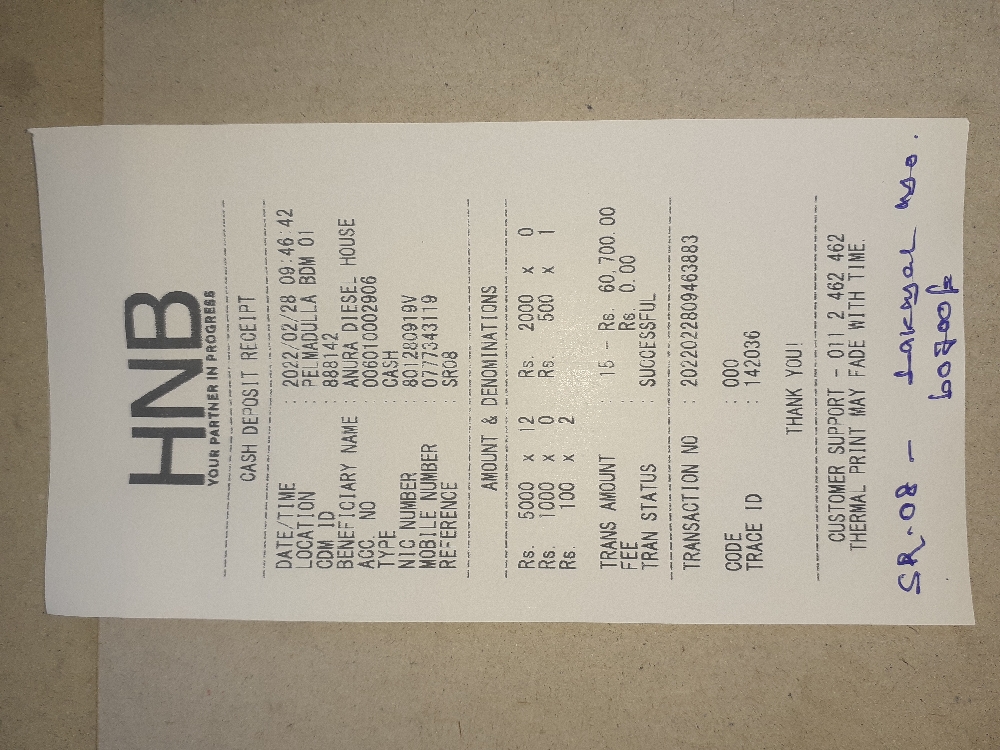 HNB
YOUR PARTNER IN PROGRESS
CASH DEPOSIT RECEIPT
DATE/TIME : 2022/02/28 09:46:42
LOCATION : PELMADULLA BDM 01
CDM ID : 888142
BENEFICIARY NAME : ANURA DIESEL HOUSE
ACC. NO : 006010002906
TYPE : CASH
NIC NUMBER : 801280919V
MOBILE NUMBER : 0777343119
REFERENCE : SR08
AMOUNT & DENOMINATIONS
Rs. 5000 x 12 Rs. 2000 x 0
Rs. 1000 x 0 Rs. 500 x 1
Rs. 100 x 2
TRANS AMOUNT : 15 - Rs. 60,700.00
FEE : Rs. 0.00
TRAN STATUS : SUCCESSFUL
TRANSACTION NO : 2022022809463883
CODE : 000
TRACE ID : 142036
THANK YOU!
CUSTOMER SUPPORT - 011 2 462 462
THERMAL PRINT MAY FADE WITH TIME.
SR-08 - Lakmal
60700/-